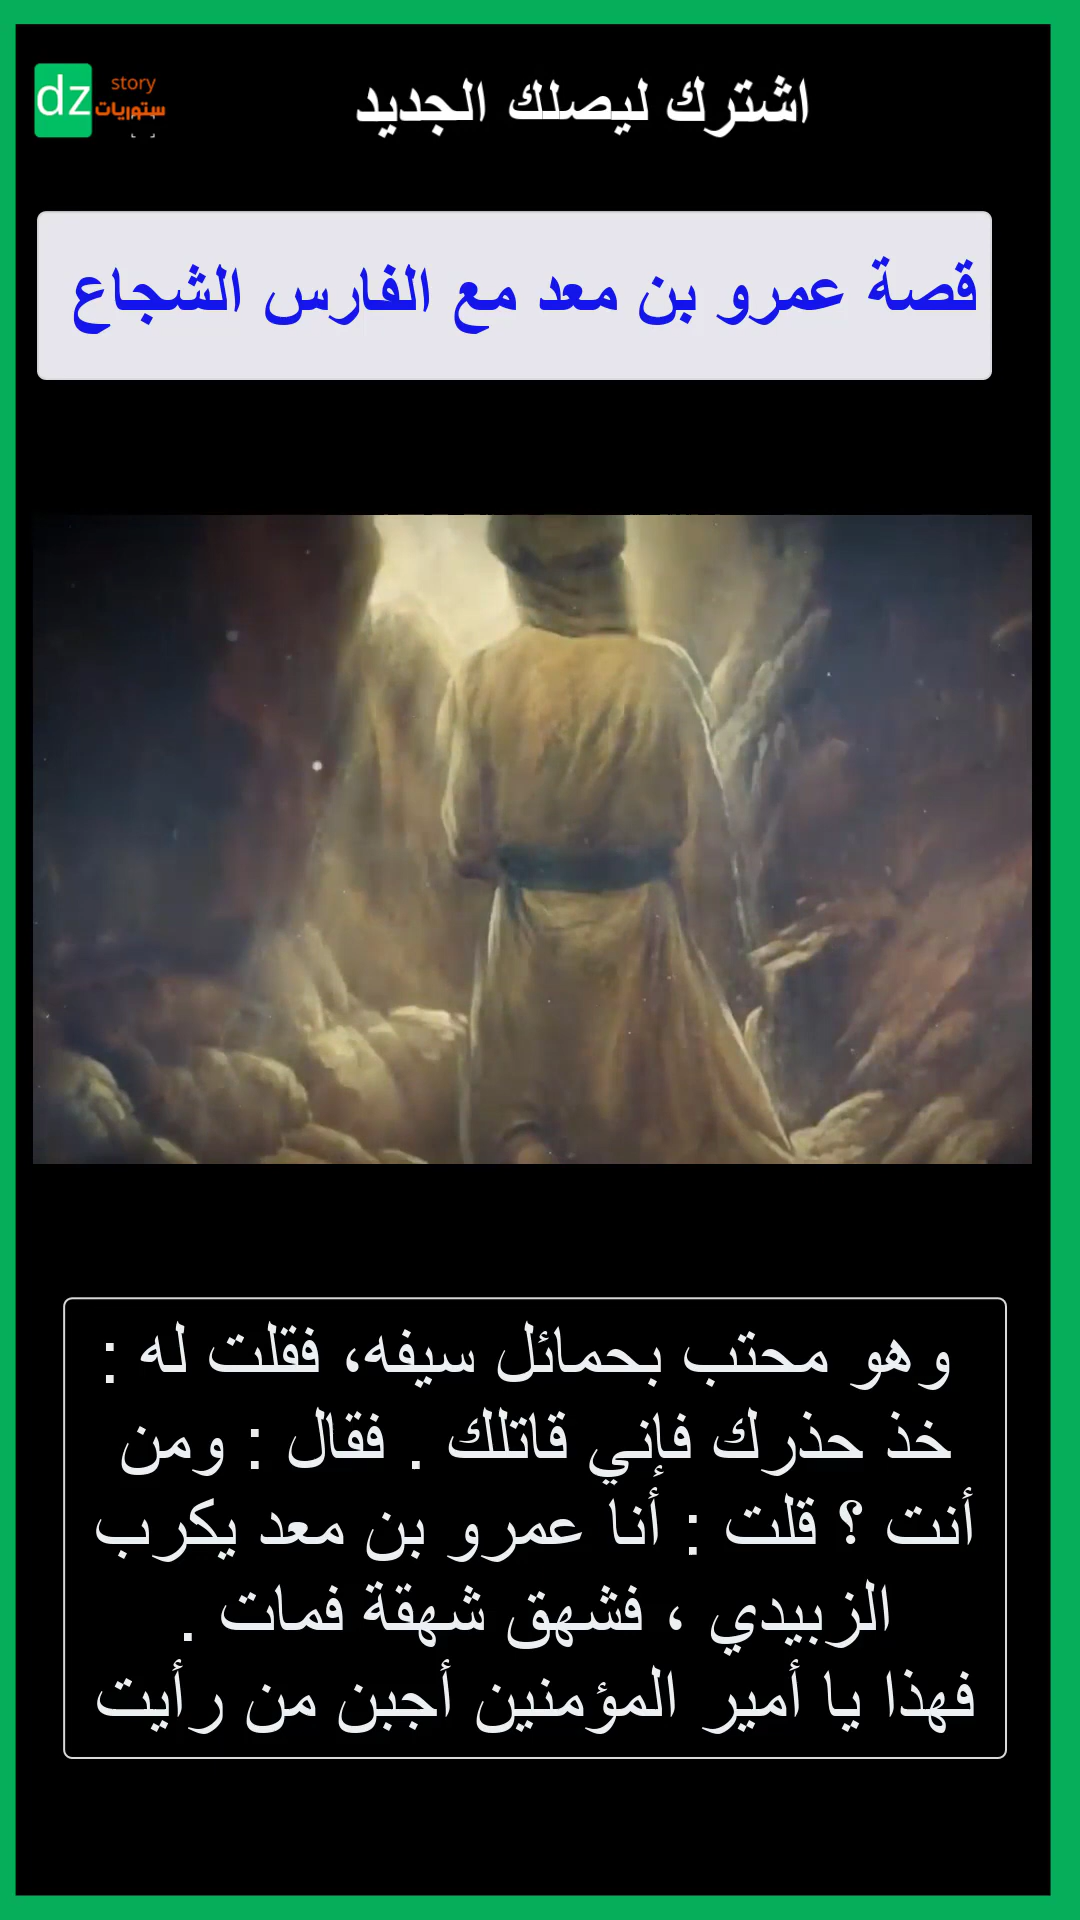 dz story
ستوريات
اشترك ليصلك الجديد
قصة عمرو بن معد مع الفارس الشجاع
وهو محتب بحمائل سيفه، فقلت له :
خذ حذرك فإني قاتلك . فقال : ومن
أنت ؟ قلت : أنا عمرو بن معد يكرب
الزبيدي ، فشهق شهقة فمات .
فهذا يا أمير المؤمنين أجبن من رأيت